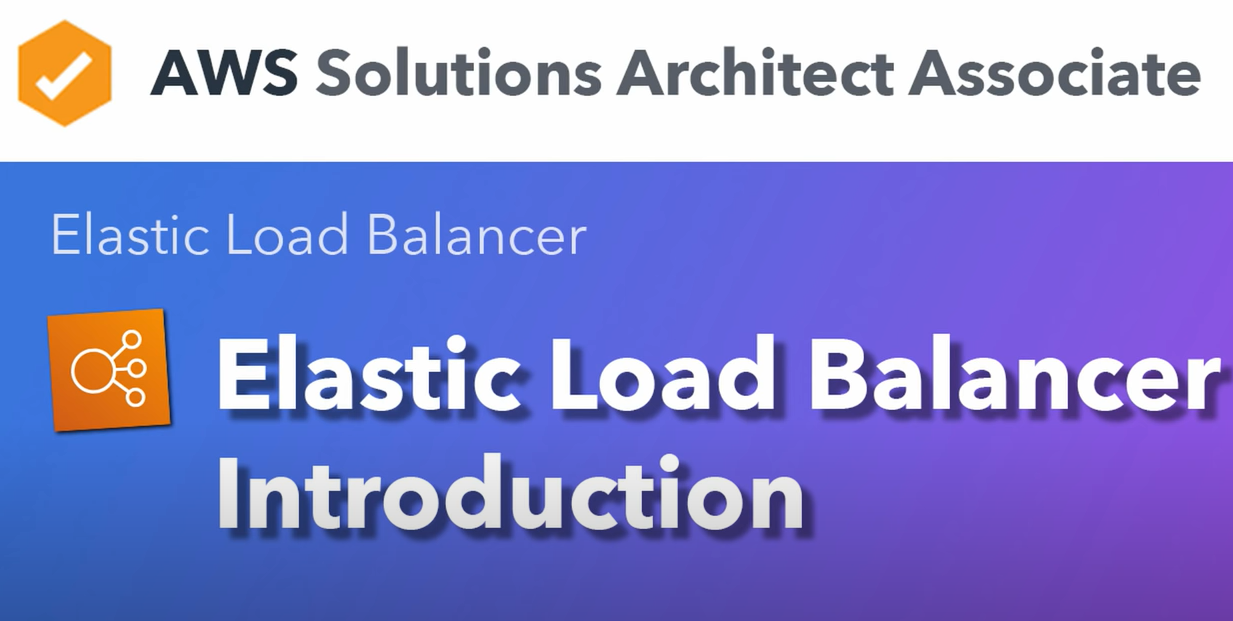 AWS Solutions Architect Associate
Elastic Load Balancer
Elastic Load Balancer
Introduction